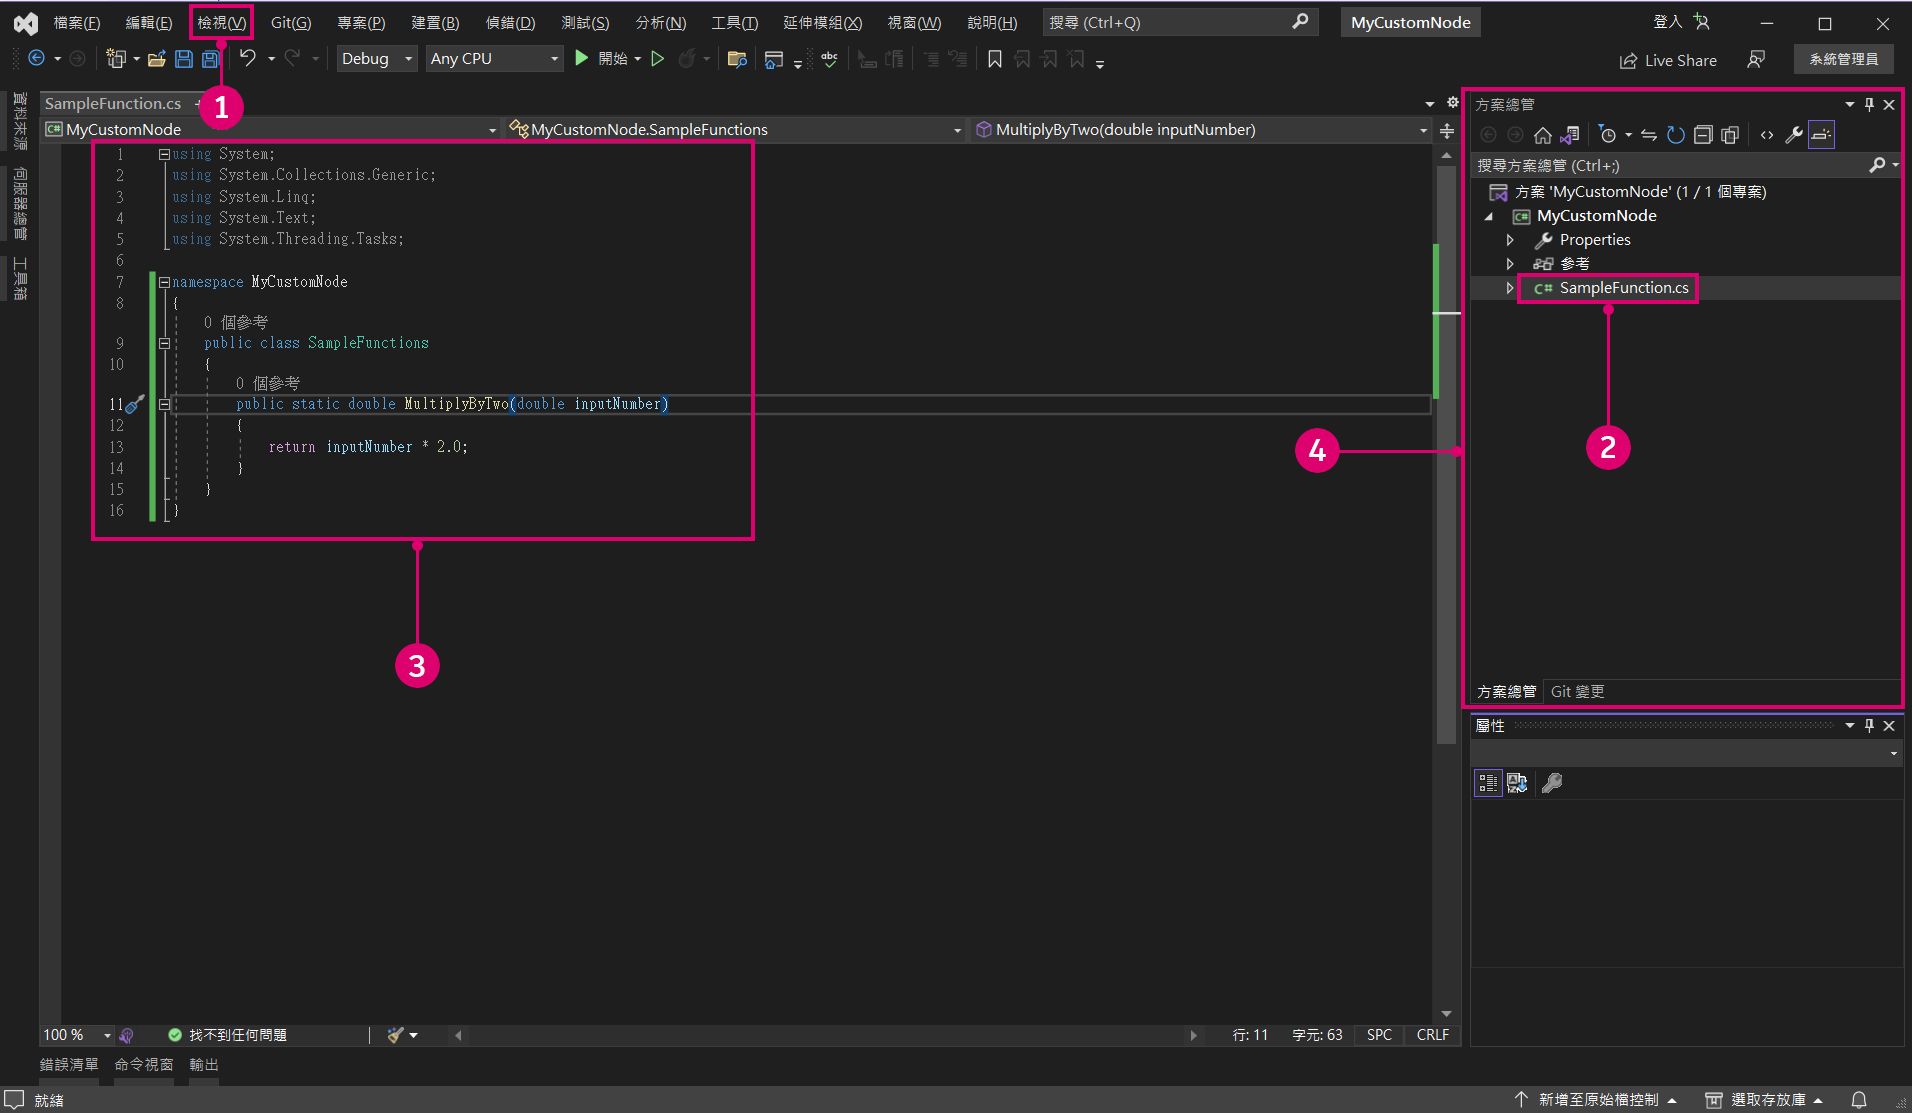 檔案(F) 編輯(E) 檢視(V) Git(G) 專案(P) 建置(B) 偵錯(D) 測試(S) 分析(N) 工具(T) 延伸模組(X) 視窗(W) 說明(H) 搜尋 (Ctrl+Q) MyCustomNode 登入
Debug Any CPU 開始 abc Live Share 系統管理員
1
資料來源
伺服器總管
工具箱
SampleFunction.cs
MyCustomNode MyCustomNode.SampleFunctions MultiplyByTwo(double inputNumber)
1 using System;
2 using System.Collections.Generic;
3 using System.Linq;
4 using System.Text;
5 using System.Threading.Tasks;
6
7 namespace MyCustomNode
8 {
0 個參考
9 public class SampleFunctions
10 {
0 個參考
11 public static double MultiplyByTwo(double inputNumber)
12 {
13 return inputNumber * 2.0;
14 }
15 }
16 }
3
4
方案總管
搜尋方案總管 (Ctrl+;)
方案 'MyCustomNode' (1 / 1 個專案)
C# MyCustomNode
Properties
參考
C# SampleFunction.cs
2
方案總管 Git 變更
屬性
100 % 找不到任何問題 行: 11 字元: 63 SPC CRLF
錯誤清單 命令視窗 輸出
就緒 新增至原始檔控制 選取存放庫